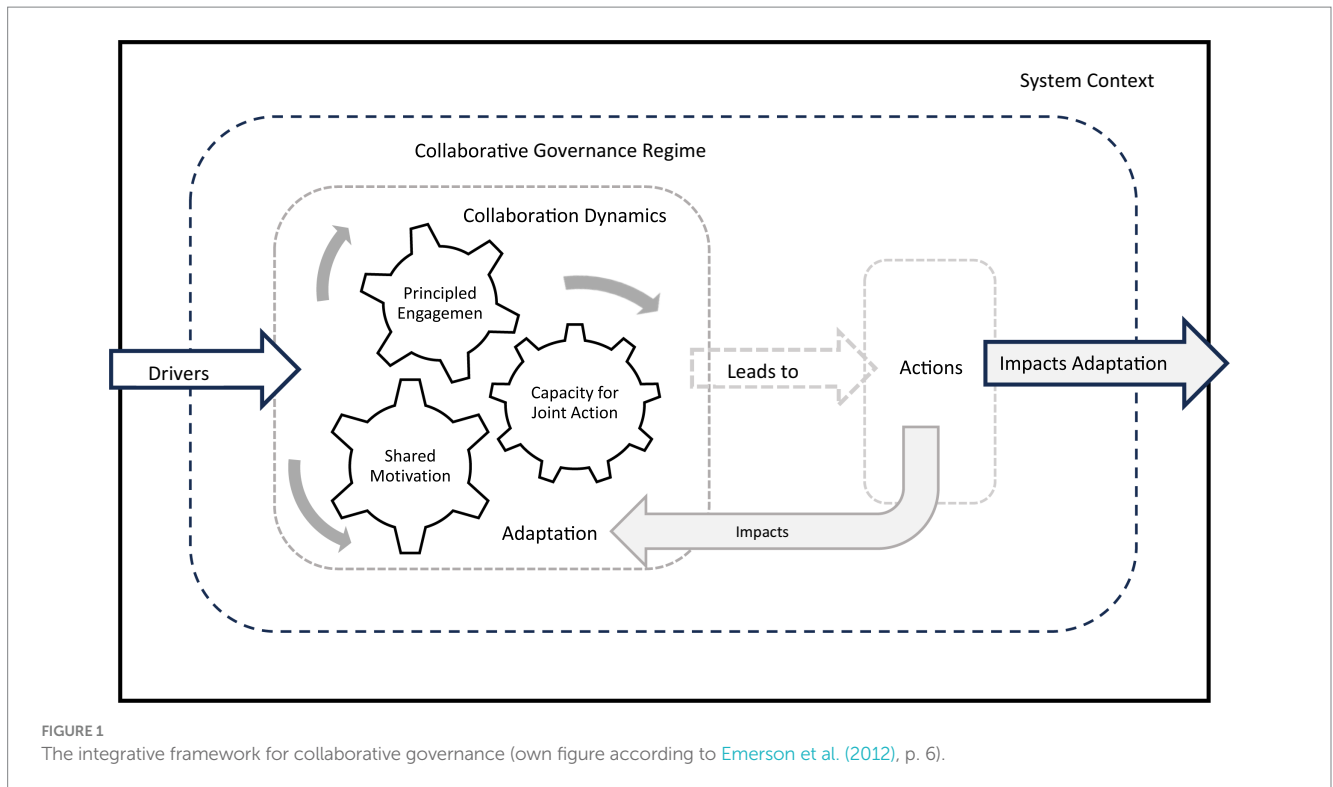 System Context
Collaborative Governance Regime
Collaboration Dynamics
Principled
Engagemen
Capacity for
Joint Action
Shared
Motivation
Adaptation
Drivers
Leads to
Actions
Impacts Adaptation
Impacts
FIGURE 1
The integrative framework for collaborative governance (own figure according to Emerson et al. (2012), p. 6).